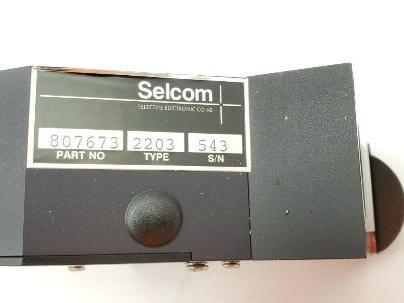 Selcom
SELECTIVE ELECTRONIC CO AB
807673 2203 543
PART NO TYPE S/N